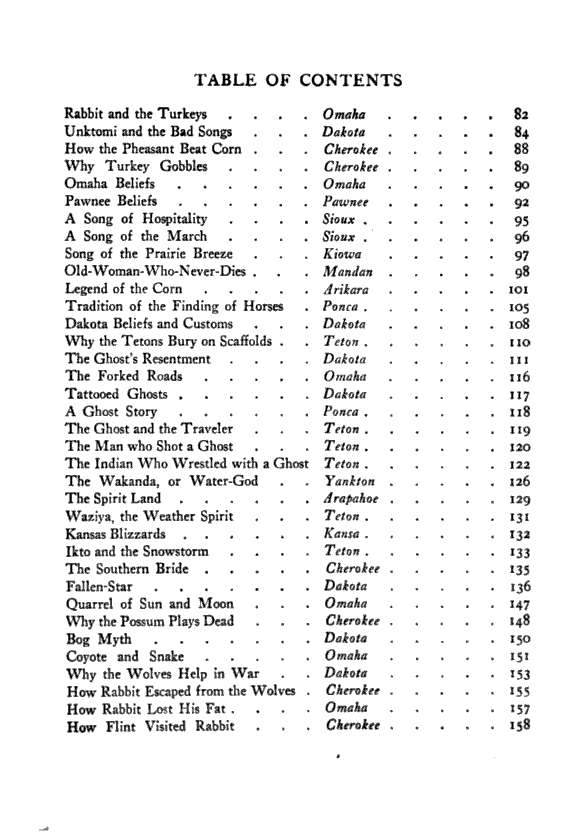 TABLE OF CONTENTS
Rabbit and the Turkeys . . . . Omaha . . . . . 82
Unktomi and the Bad Songs . . . Dakota . . . . . 84
How the Pheasant Beat Corn . . . Cherokee . . . . . 88
Why Turkey Gobbles . . . . Cherokee . . . . . 89
Omaha Beliefs . . . . . . Omaha . . . . . 90
Pawnee Beliefs . . . . . . Pawnee . . . . . 92
A Song of Hospitality . . . . Sioux . . . . . . 95
A Song of the March . . . . Sioux . . . . . . 96
Song of the Prairie Breeze . . . Kiowa . . . . . 97
Old-Woman-Who-Never-Dies . . . Mandan . . . . . 98
Legend of the Corn . . . . . Arikara . . . . . 101
Tradition of the Finding of Horses . Ponca . . . . . . 105
Dakota Beliefs and Customs . . . Dakota . . . . . 108
Why the Tetons Bury on Scaffolds . . Teton . . . . . . 110
The Ghost's Resentment . . . . Dakota . . . . . 111
The Forked Roads . . . . . Omaha . . . . . 116
Tattooed Ghosts . . . . . . Dakota . . . . . 117
A Ghost Story . . . . . . Ponca . . . . . . 118
The Ghost and the Traveler . . . Teton . . . . . . 119
The Man who Shot a Ghost . . . Teton . . . . . . 120
The Indian Who Wrestled with a Ghost Teton . . . . . . 122
The Wakanda, or Water-God . . Yankton . . . . . 126
The Spirit Land . . . . . . Arapahoe . . . . . 129
Waziya, the Weather Spirit . . . Teton . . . . . . 131
Kansas Blizzards . . . . . . Kansa . . . . . . 132
Ikto and the Snowstorm . . . . Teton . . . . . . 133
The Southern Bride . . . . . Cherokee . . . . . 135
Fallen-Star . . . . . . . Dakota . . . . . 136
Quarrel of Sun and Moon . . . Omaha . . . . . 147
Why the Possum Plays Dead . . . Cherokee . . . . . 148
Bog Myth . . . . . . . Dakota . . . . . 150
Coyote and Snake . . . . . Omaha . . . . . 151
Why the Wolves Help in War . . Dakota . . . . . 153
How Rabbit Escaped from the Wolves . Cherokee . . . . . 155
How Rabbit Lost His Fat . . . . Omaha . . . . . 157
How Flint Visited Rabbit . . . Cherokee . . . . . 158